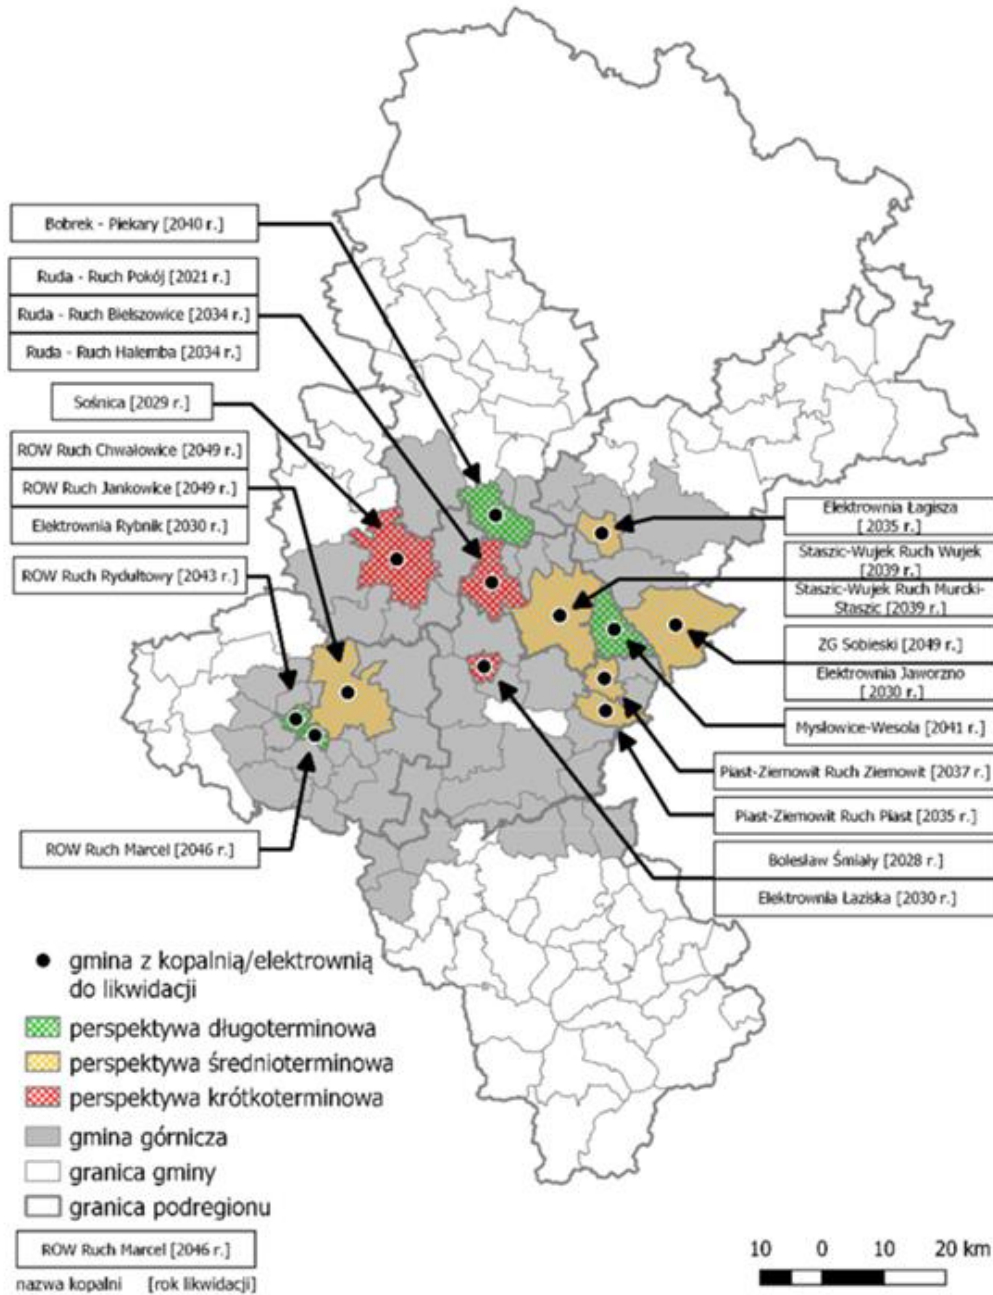 Bobrek - Piekary [2040 r.]
Ruda - Ruch Pokój [2021 r.]
Ruda - Ruch Bielszowice [2034 r.]
Ruda - Ruch Halemba [2034 r.]
Sośnica [2029 r.]
ROW Ruch Chwałowice [2049 r.]
ROW Ruch Jankowice [2049 r.]
Elektrownia Rybnik [2030 r.]
ROW Ruch Rydułtowy [2043 r.]
ROW Ruch Marcel [2046 r.]
Elektrownia Łagisza
[2035 r.]
Staszic-Wujek Ruch Wujek
[2039 r.]
Staszic-Wujek Ruch Murcki-
Staszic [2039 r.]
ZG Sobieski [2049 r.]
Elektrownia Jaworzno
[2030 r.]
Mysłowice-Wesoła [2041 r.]
Piast-Ziemowit Ruch Ziemowit [2037 r.]
Piast-Ziemowit Ruch Piast [2035 r.]
Bolesław Śmiały [2028 r.]
Elektrownia Łaziska [2030 r.]
gmina z kopalnią/elektrownią
do likwidacji
perspektywa długoterminowa
perspektywa średnioterminowa
perspektywa krótkoterminowa
gmina górnicza
granica gminy
granica podregionu
ROW Ruch Marcel [2046 r.]
nazwa kopalni [rok likwidacji]
10 0 10 20 km